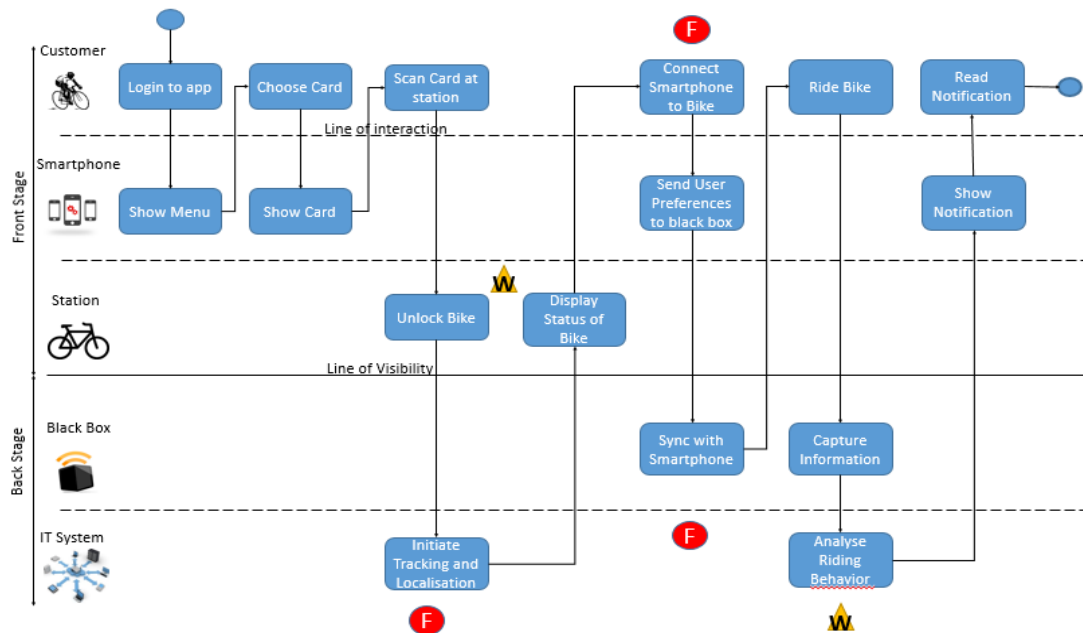 F
Customer
Login to app
Choose Card
Scan Card at
station
Connect
Smartphone
to Bike
Ride Bike
Read
Notification
Line of interaction
Front Stage
Smartphone
Show Menu
Show Card
Send User
Preferences
to black box
Show
Notification
W
Station
Unlock Bike
Display
Status of
Bike
Line of Visibility
Back Stage
Black Box
Sync with
Smartphone
Capture
Information
IT System
F
Initiate
Tracking and
Localisation
Analyse
Riding
Behavior
F
W